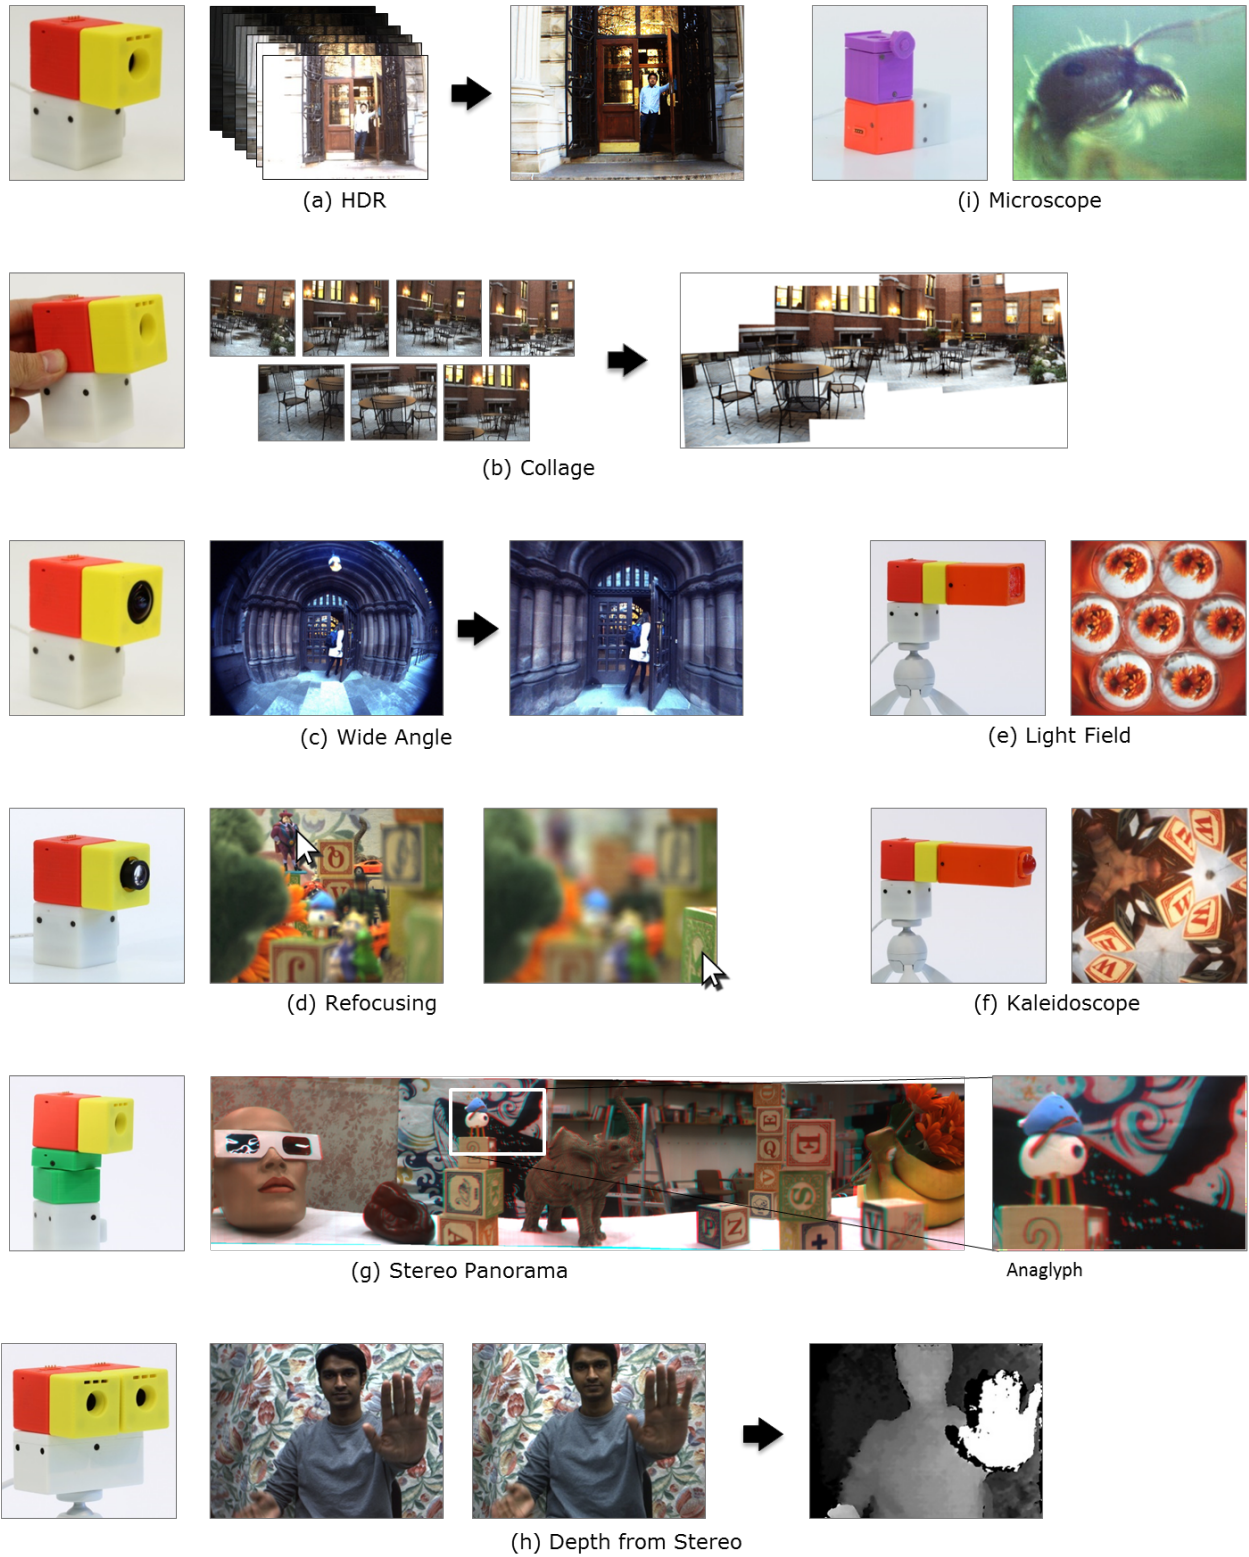 (a) HDR
(i) Microscope
(b) Collage
(c) Wide Angle
(e) Light Field
(d) Refocusing
(f) Kaleidoscope
E
Q
Z
S
A
V
E
(g) Stereo Panorama
Anaglyph
(h) Depth from Stereo